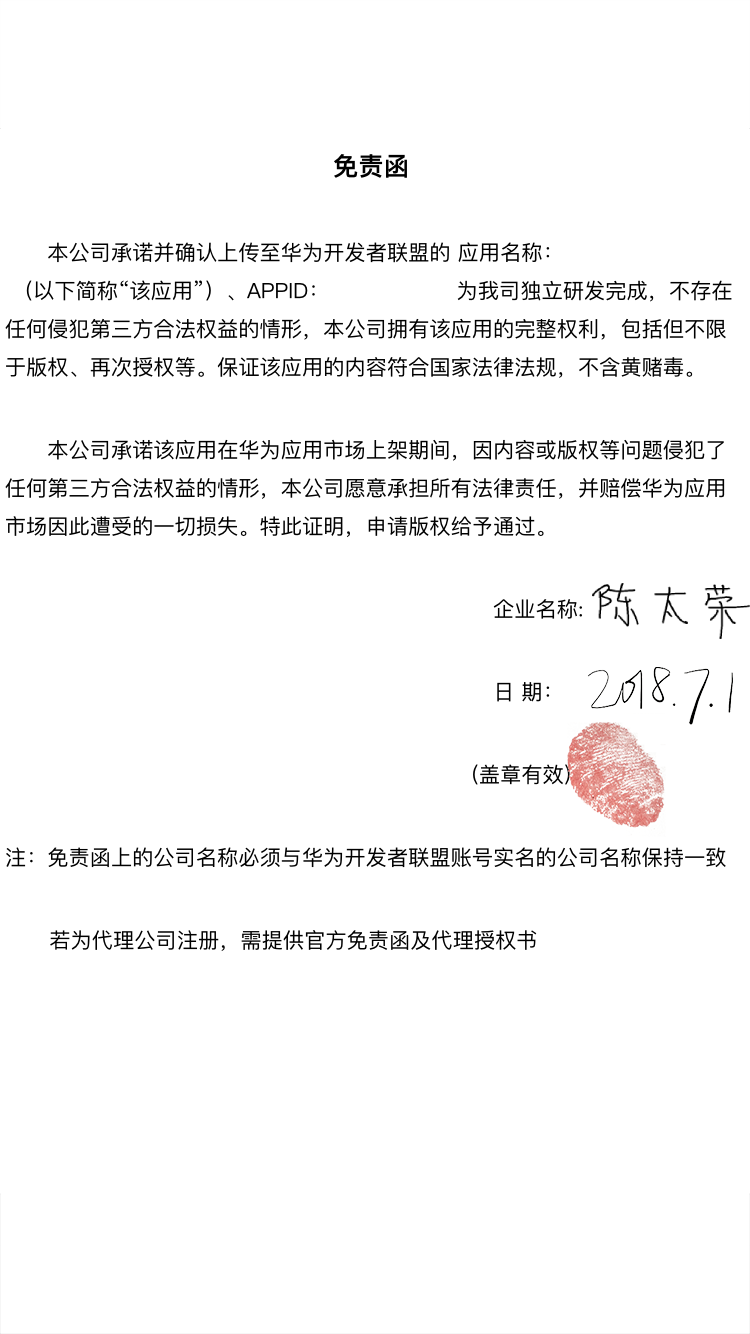 免责函
本公司承诺并确认上传至华为开发者联盟的 应用名称：
（以下简称“该应用”）、APPID： 为我司独立研发完成，不存在
任何侵犯第三方合法权益的情形，本公司拥有该应用的完整权利，包括但不限
于版权、再次授权等。保证该应用的内容符合国家法律法规，不含黄赌毒。
本公司承诺该应用在华为应用市场上架期间，因内容或版权等问题侵犯了
任何第三方合法权益的情形，本公司愿意承担所有法律责任，并赔偿华为应用
市场因此遭受的一切损失。特此证明，申请版权给予通过。
企业名称: 陈太荣
日 期： 2018.7.1
（盖章有效）
注：免责函上的公司名称必须与华为开发者联盟账号实名的公司名称保持一致
若为代理公司注册，需提供官方免责函及代理授权书